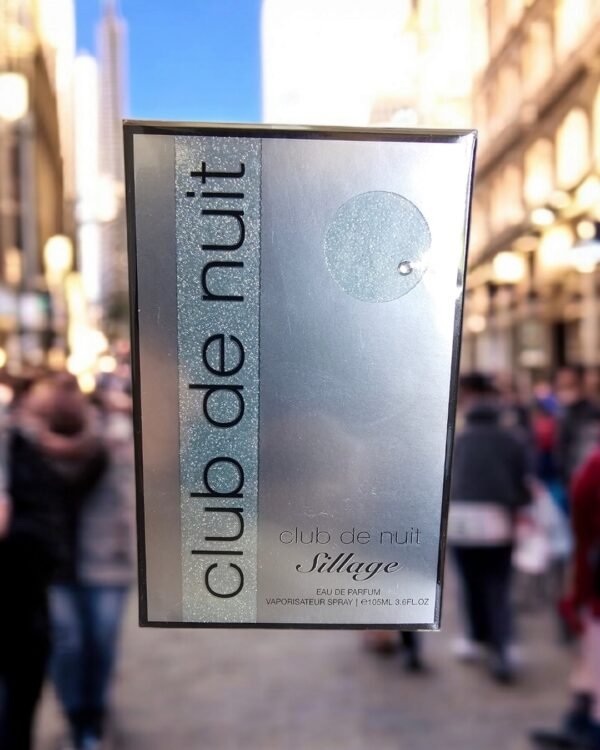 club de nuit
club de nuit
Sillage
EAU DE PARFUM
VAPORISATEUR SPRAY | ℮105ML 3.6FL.OZ